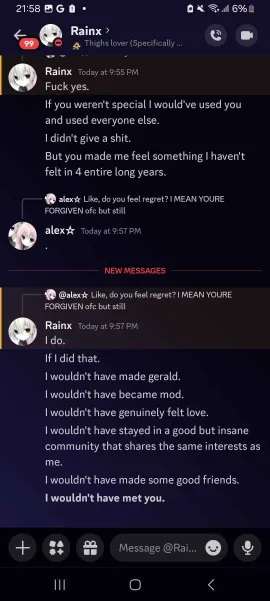 21:58
6%
99
Rainx
Thighs lover (Specifically ...
Rainx Today at 9:55 PM
Fuck yes.
If you weren't special I would've used you
and used everyone else.
I didn't give a shit.
But you made me feel something I haven't
felt in 4 entire long years.
alex☆ Like, do you feel regret? I MEAN YOURE
FORGIVEN ofc but still
alex☆ Today at 9:57 PM
.
NEW MESSAGES
@alex☆ Like, do you feel regret? I MEAN YOURE
FORGIVEN ofc but still
Rainx Today at 9:57 PM
I do.
If I did that.
I wouldn't have made gerald.
I wouldn't have became mod.
I wouldn't have genuinely felt love.
I wouldn't have stayed in a good but insane
community that shares the same interests as
me.
I wouldn't have made some good friends.
I wouldn't have met you.
Message @Rai...